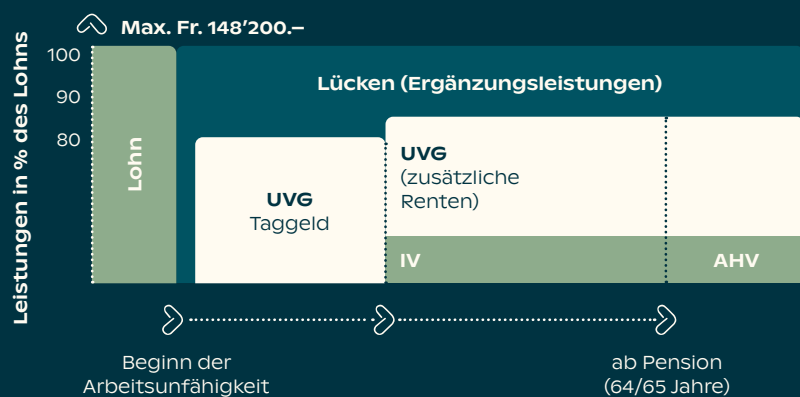 Max. Fr. 148’200.–
Leistungen in % des Lohns
100
90
80
Lohn
Lücken (Ergänzungsleistungen)
UVG
Taggeld
UVG
(zusätzliche
Renten)
IV
AHV
Beginn der
Arbeitsunfähigkeit
ab Pension
(64/65 Jahre)